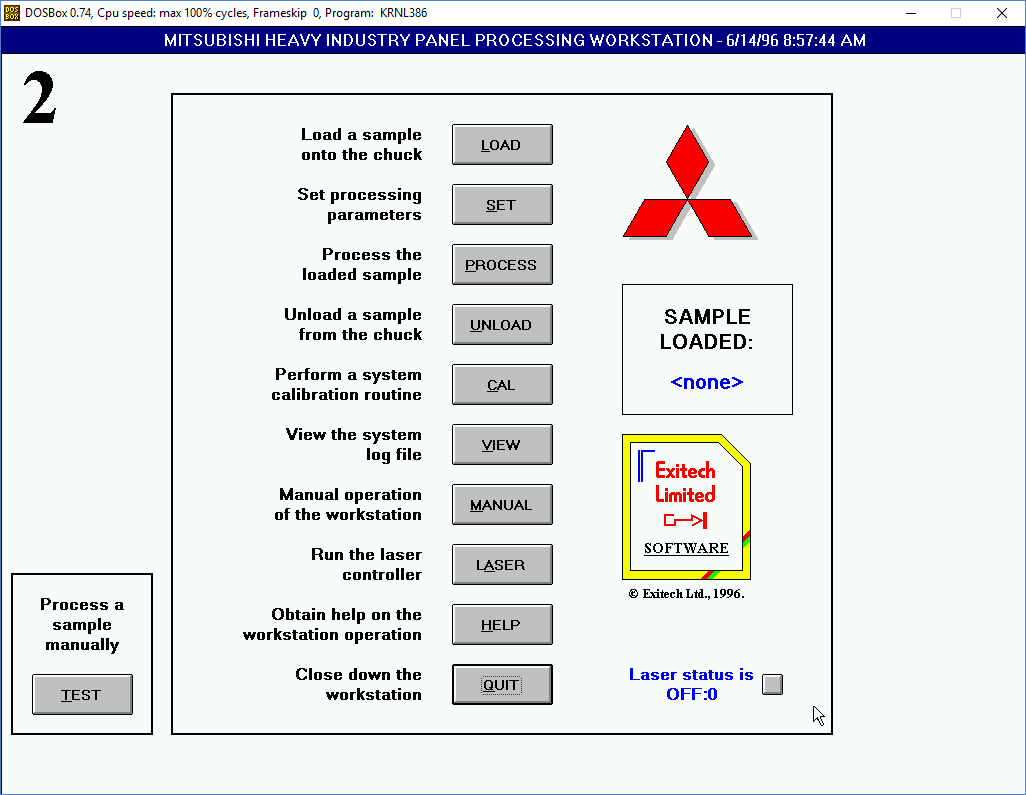 DOSBox 0.74, Cpu speed: max 100% cycles, Frameskip 0, Program: KRNL386
MITSUBISHI HEAVY INDUSTRY PANEL PROCESSING WORKSTATION - 6/14/96 8:57:44 AM
2
Load a sample
onto the chuck
LOAD
Set processing
parameters
SET
Process the
loaded sample
PROCESS
Unload a sample
from the chuck
UNLOAD
Perform a system
calibration routine
CAL
View the system
log file
VIEW
Manual operation
of the workstation
MANUAL
Run the laser
controller
LASER
Obtain help on the
workstation operation
HELP
Close down the
workstation
QUIT
SAMPLE
LOADED:
<none>
Exitech
Limited
SOFTWARE
© Exitech Ltd., 1996.
Laser status is
OFF:0
Process a
sample
manually
TEST